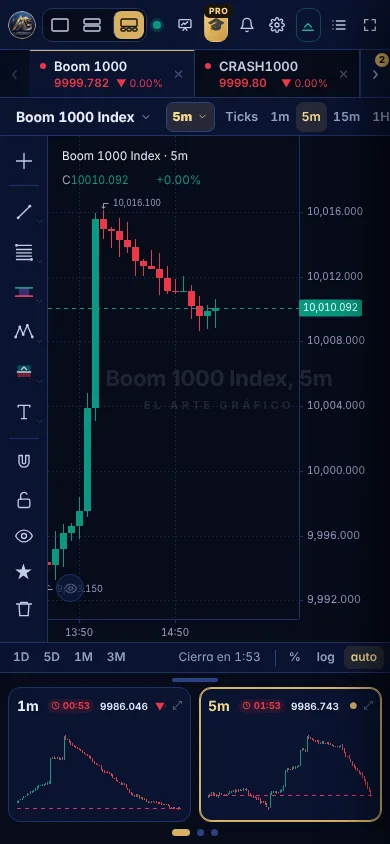 PRO
2
Boom 1000
9999.782 ▼ 0.00%
CRASH1000
9999.80 ▼ 0.00%
Boom 1000 Index
5m
Ticks 1m 5m 15m 1H
Boom 1000 Index · 5m
C10010.092 +0.00%
10,016.100
10,016.000
10,012.000
10,010.092
10,008.000
Boom 1000 Index, 5m
EL ARTE GRÁFICO
10,004.000
10,000.000
9,996.000
9,992.000
13:50 14:50
1D 5D 1M 3M Cierra en 1:53 % log auto
1m 00:53 9986.046 ▼
5m 01:53 9986.743